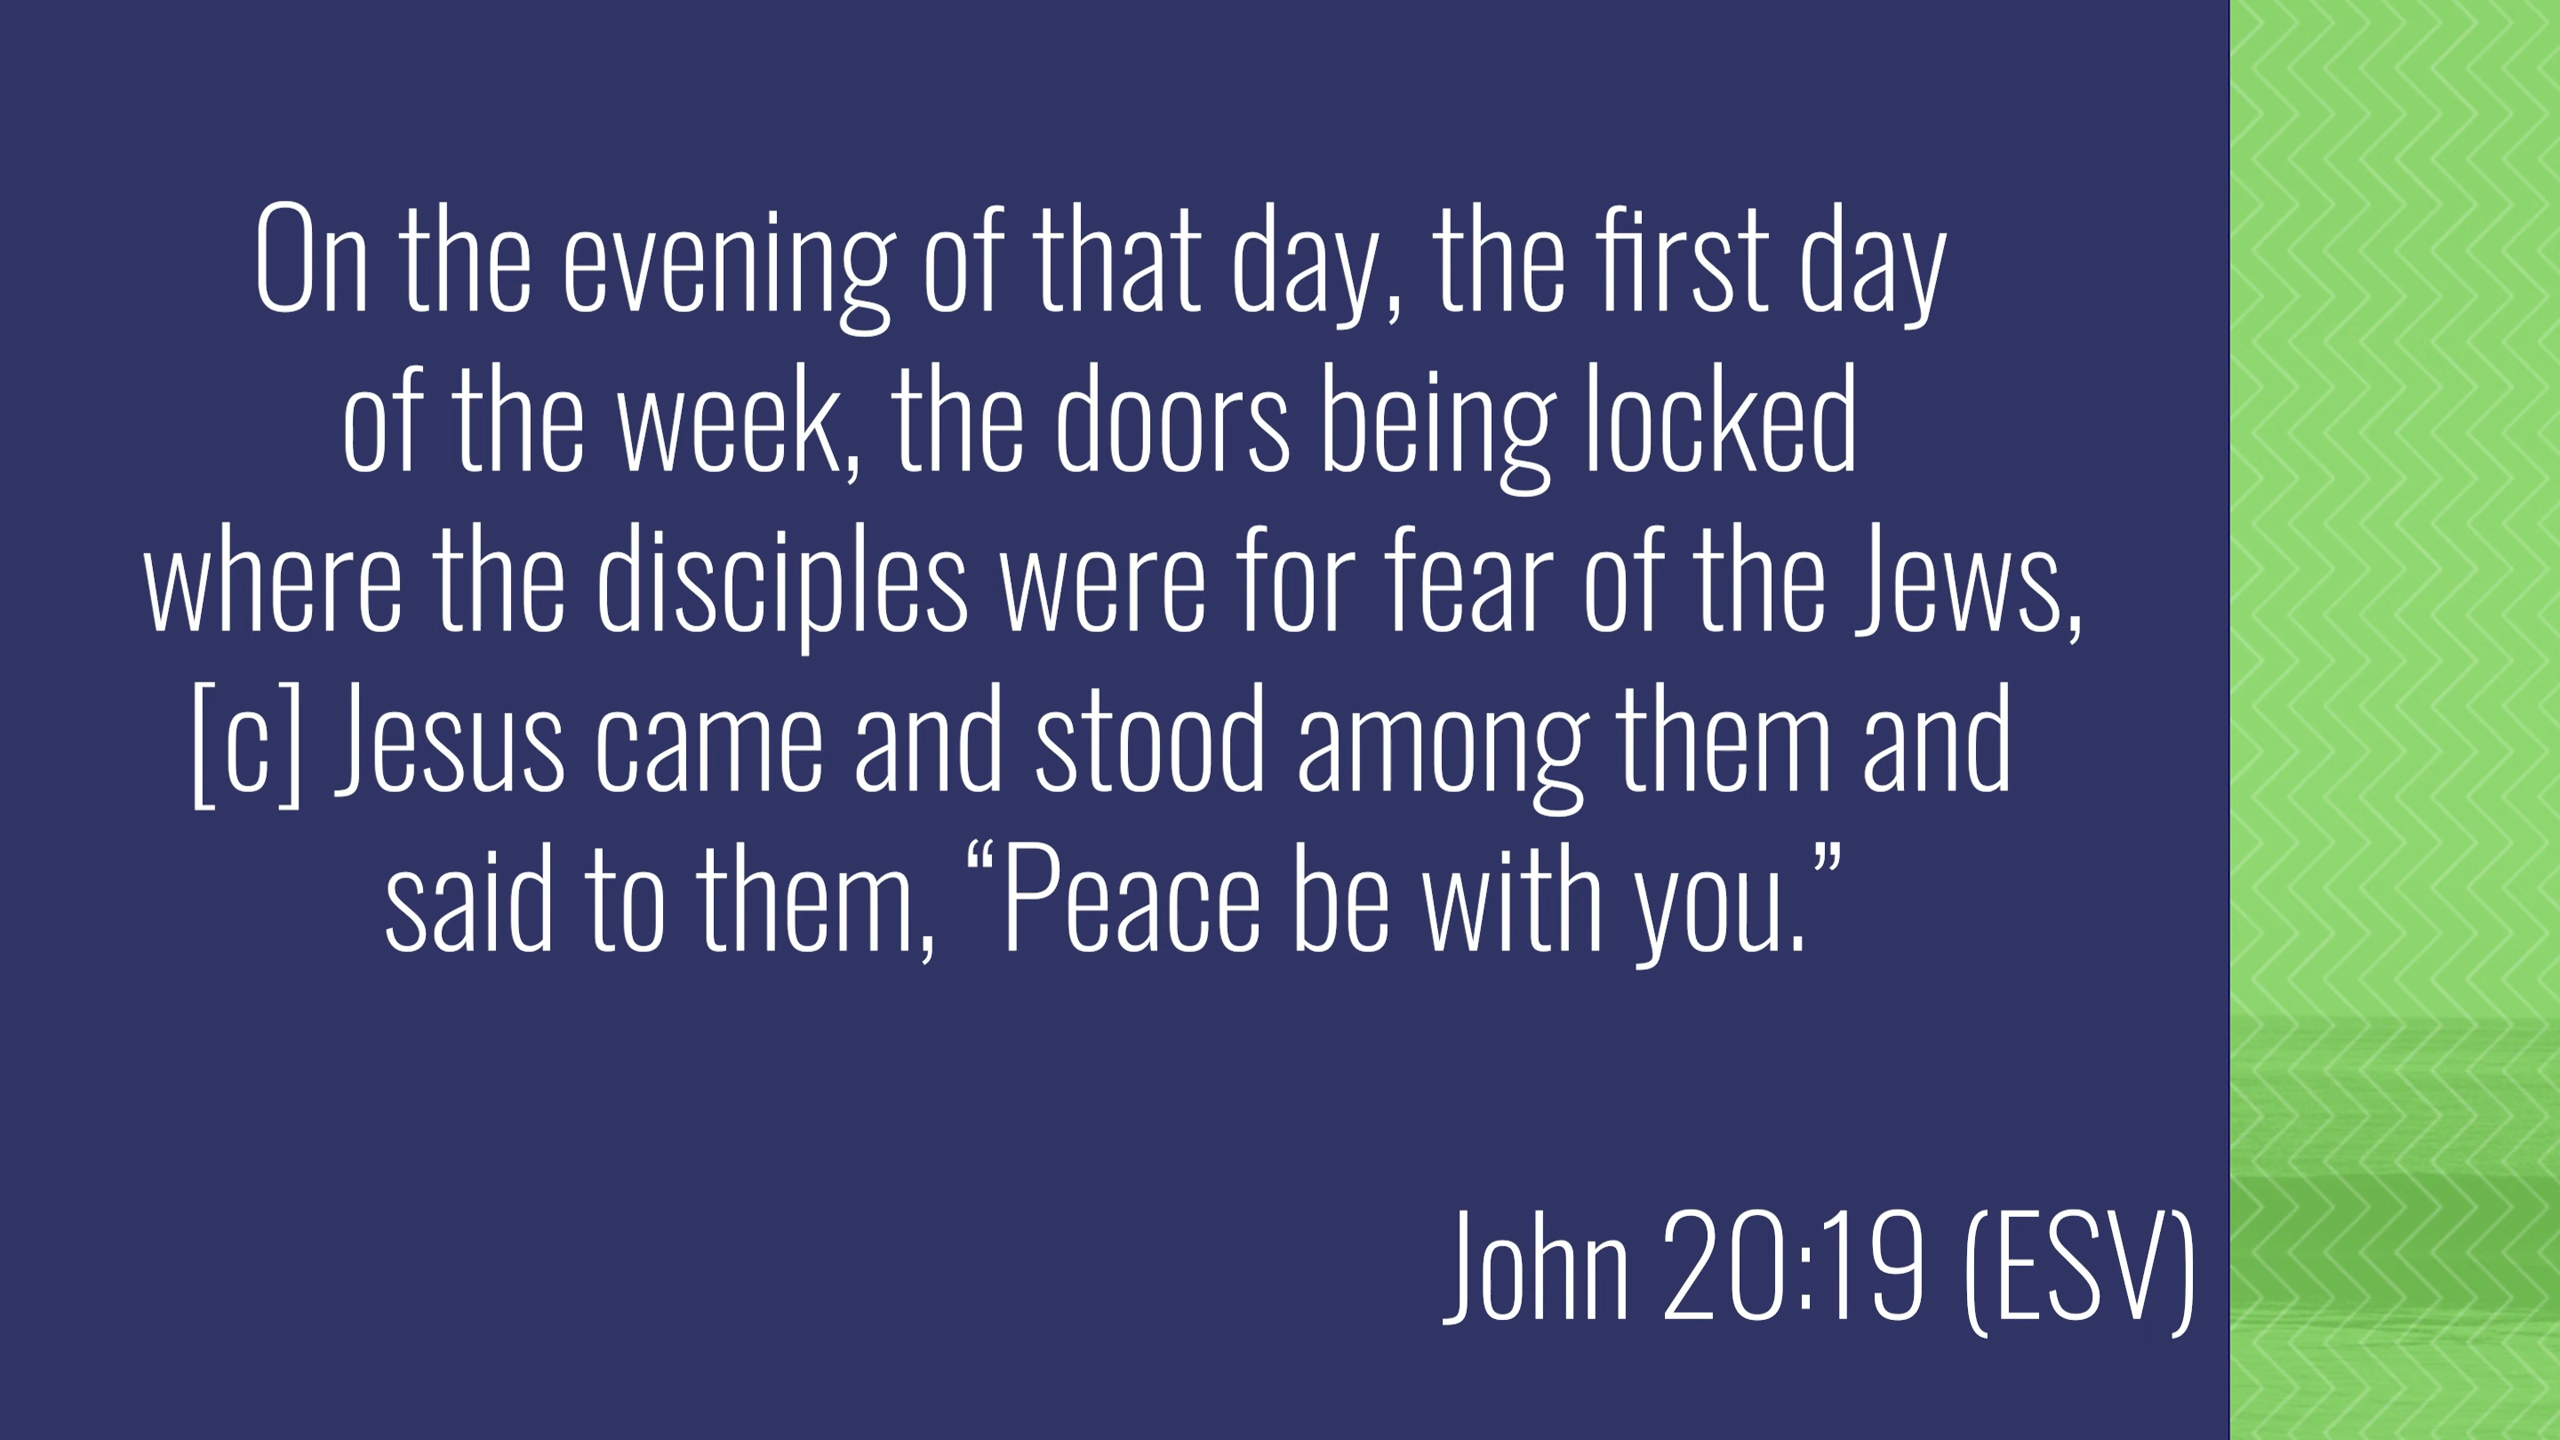 On the evening of that day, the first day
of the week, the doors being locked
where the disciples were for fear of the Jews,
[c] Jesus came and stood among them and
said to them, “Peace be with you.”
John 20:19 (ESV)